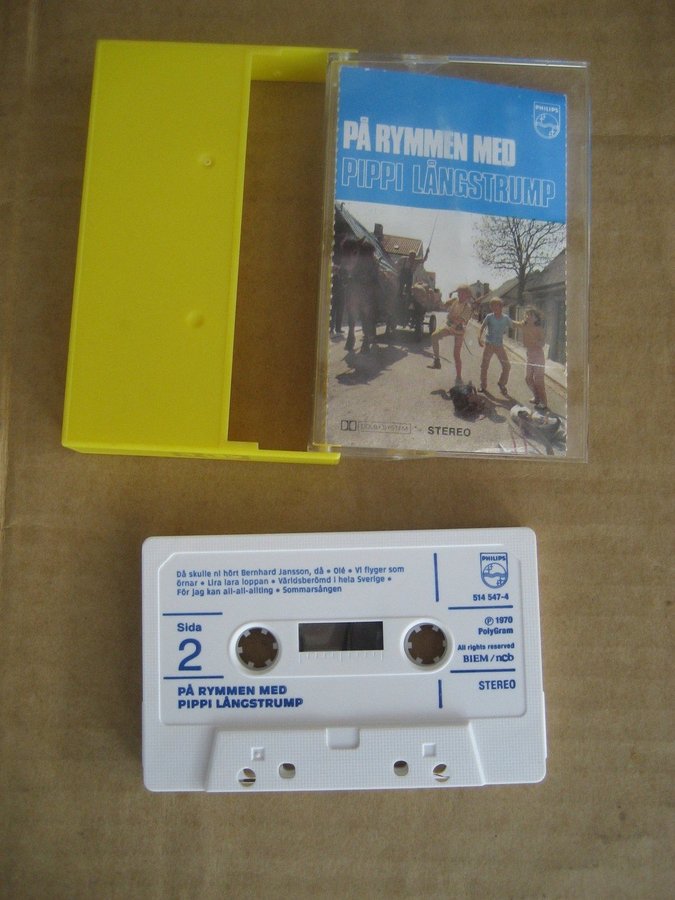 PHILIPS
PÅ RYMMEN MED
PIPPI LÅNGSTRUMP
DOLBY SYSTEM
STEREO
Då skulle ni hört Bernhard Jansson, då • Olé • Vi flyger som
örnar • Lira lara loppan • Världsberömd i hela Sverige •
För jag kan all-all-allting • Sommarsången
PHILIPS
514 547-4
Sida
2
℗ 1970
PolyGram
All rights reserved
BIEM/ncb
STEREO
PÅ RYMMEN MED
PIPPI LÅNGSTRUMP